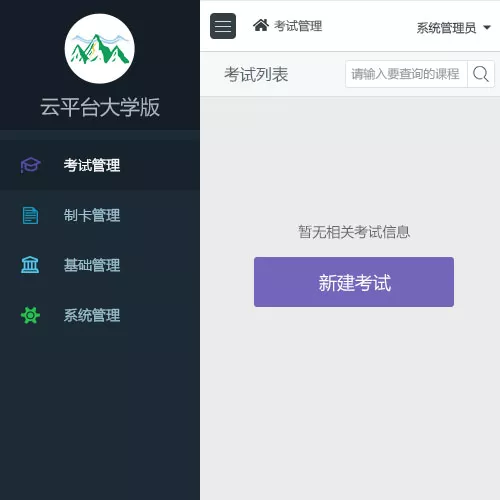 云平台大学版
考试管理
制卡管理
基础管理
系统管理
考试管理
系统管理员
考试列表
请输入要查询的课程
暂无相关考试信息
新建考试